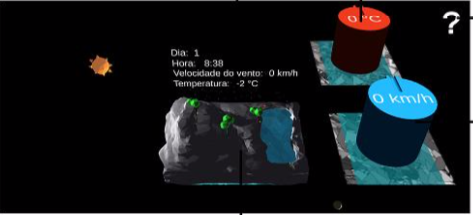 Dia: 1
Hora: 8:38
Velocidade do vento: 0 km/h
Temperatura: -2 °C
0 °C
0 km/h
?